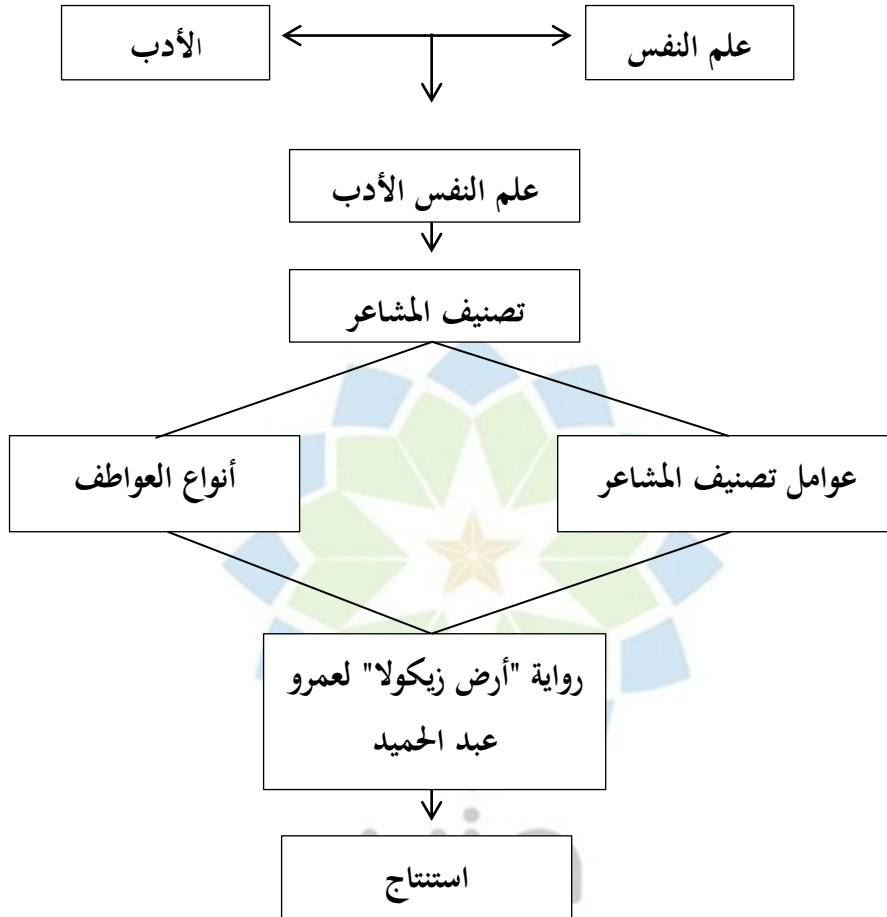 علم النفس
الأدب
علم النفس الأدب
تصنيف المشاعر
عوامل تصنيف المشاعر
أنواع العواطف
رواية "أرض زيكولا" لعمرو
عبد الحميد
استنتاج